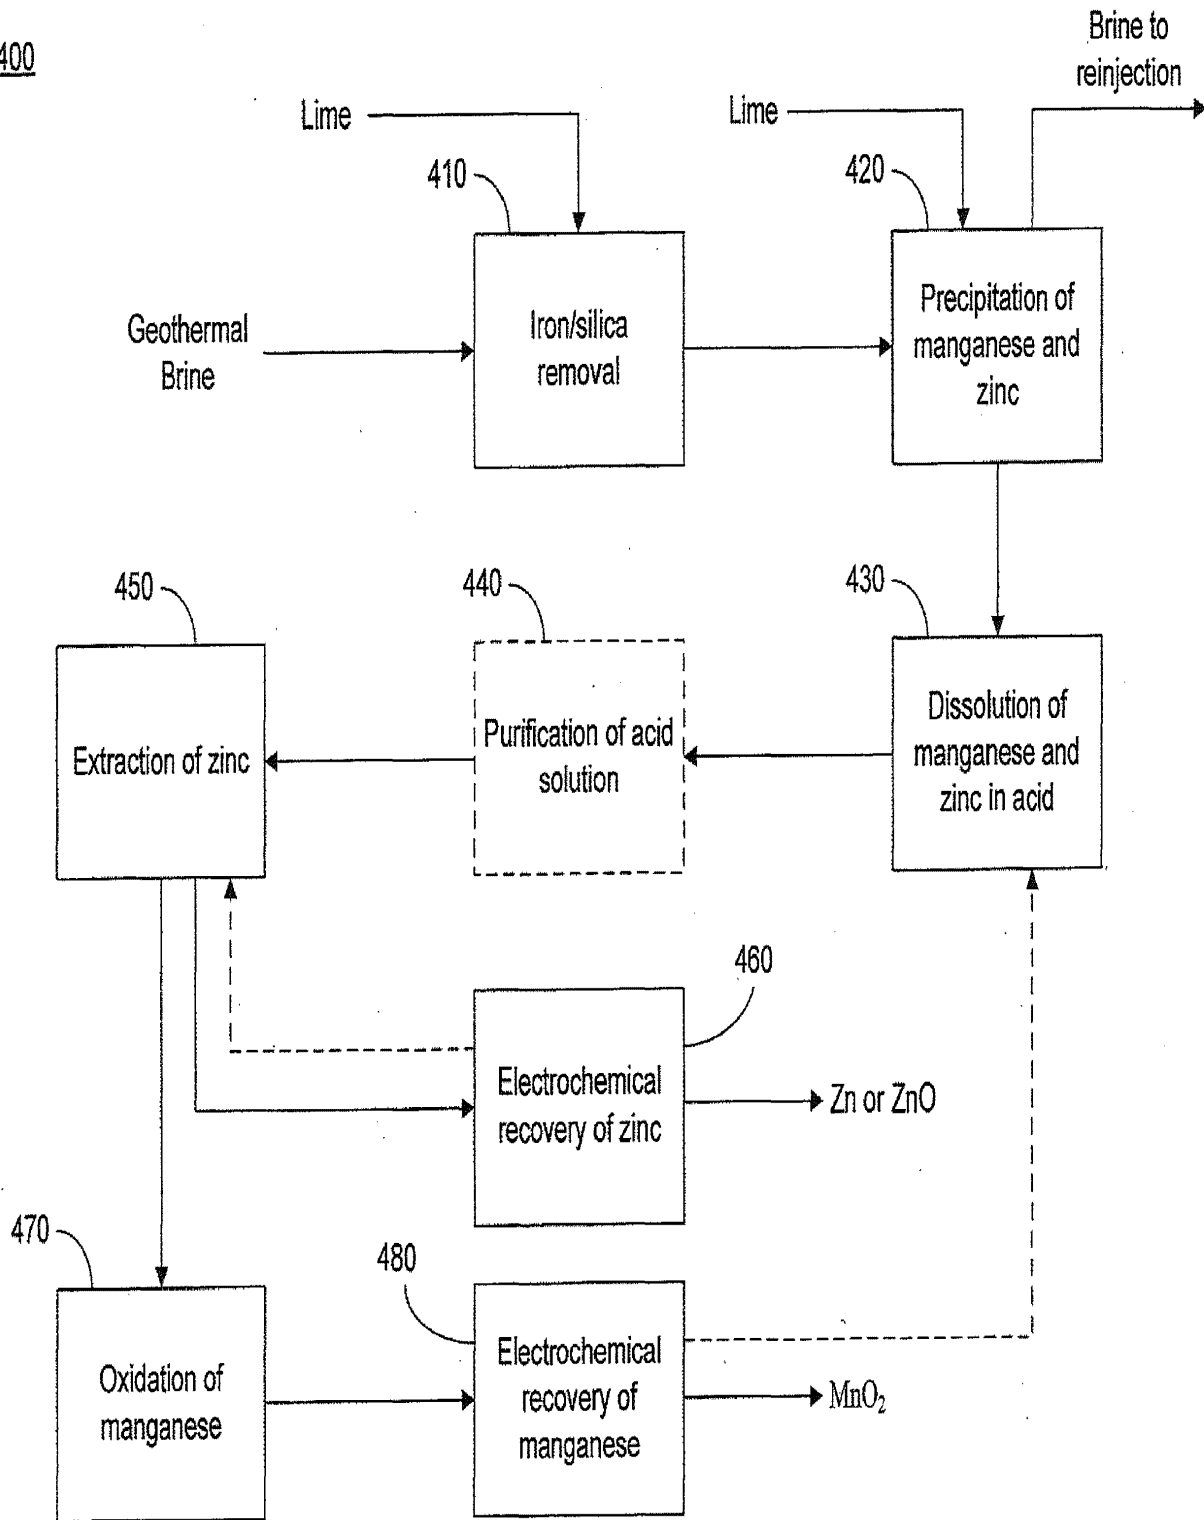 400
Brine to
reinjection
Lime
Lime
410
420
Geothermal
Brine
Iron/silica
removal
Precipitation of
manganese and
zinc
450
440
430
Extraction of zinc
Purification of acid
solution
Dissolution of
manganese and
zinc in acid
460
Electrochemical
recovery of zinc
Zn or ZnO
470
480
Oxidation of
manganese
Electrochemical
recovery of
manganese
MnO₂